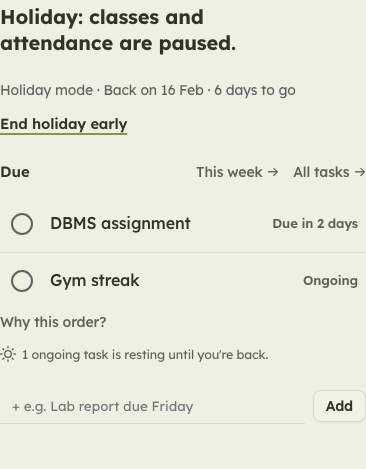 Holiday: classes and
attendance are paused.
Holiday mode · Back on 16 Feb · 6 days to go
End holiday early
Due This week → All tasks →
DBMS assignment Due in 2 days
Gym streak Ongoing
Why this order?
1 ongoing task is resting until you're back.
+ e.g. Lab report due Friday Add